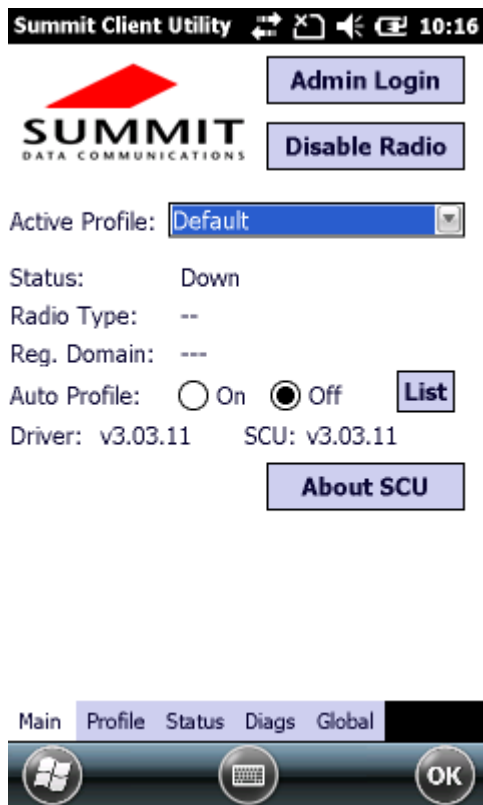 Summit Client Utility 10:16
Admin Login
SUMMIT
DATA COMMUNICATIONS
Disable Radio
Active Profile: Default
Status: Down
Radio Type: --
Reg. Domain: ---
Auto Profile: On Off List
Driver: v3.03.11 SCU: v3.03.11
About SCU
Main Profile Status Diags Global
OK